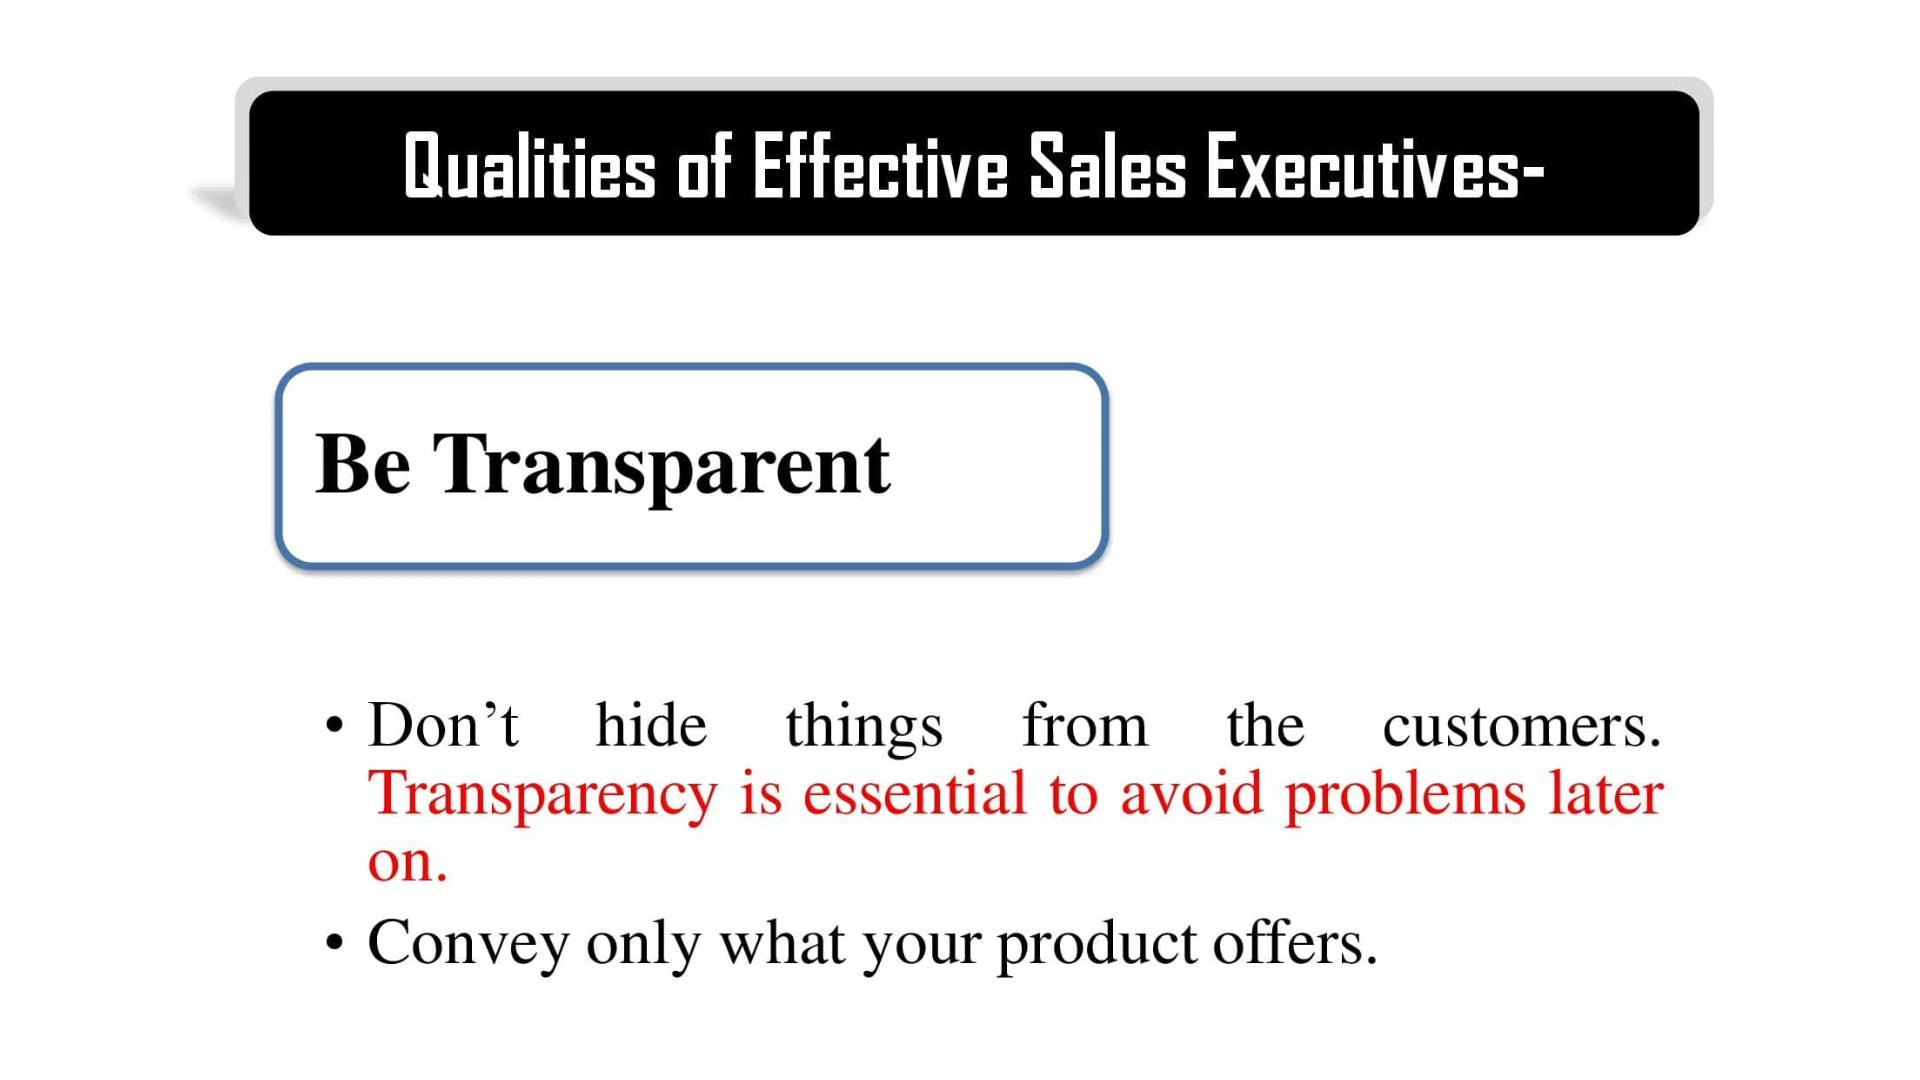 Qualities of Effective Sales Executives-
Be Transparent
• Don’t hide things from the customers.
Transparency is essential to avoid problems later
on.
• Convey only what your product offers.